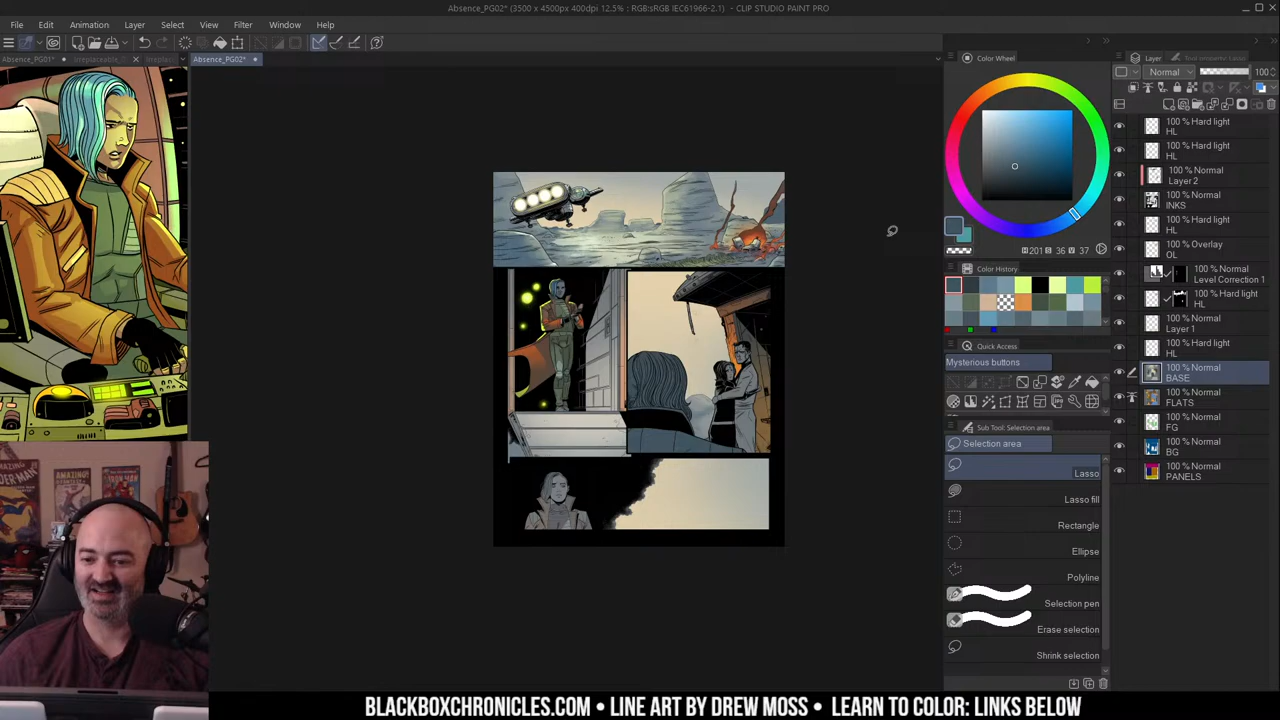 Absence_PG02* (3500 x 4500px 400dpi 12.5% : RGB:sRGB IEC61966-2.1) - CLIP STUDIO PAINT PRO
File Edit Animation Layer Select View Filter Window Help
Absence_PG01*
Absence_PG02*
Color Wheel
201 S 36 V 37
Color History
Quick Access
Mysterious buttons
Sub Tool: Selection area
Selection area
Lasso
Lasso fill
Rectangle
Ellipse
Polyline
Selection pen
Erase selection
Shrink selection
Layer
Normal 100
100 % Hard light
HL
100 % Hard light
HL
100 % Normal
Layer 2
100 % Normal
INKS
100 % Hard light
HL
100 % Overlay
OL
100 % Normal
Level Correction 1
100 % Hard light
HL
100 % Normal
Layer 1
100 % Hard light
HL
100 % Normal
BASE
100 % Normal
FLATS
100 % Normal
FG
100 % Normal
BG
100 % Normal
PANELS
BLACKBOXCHRONICLES.COM • LINE ART BY DREW MOSS • LEARN TO COLOR: LINKS BELOW